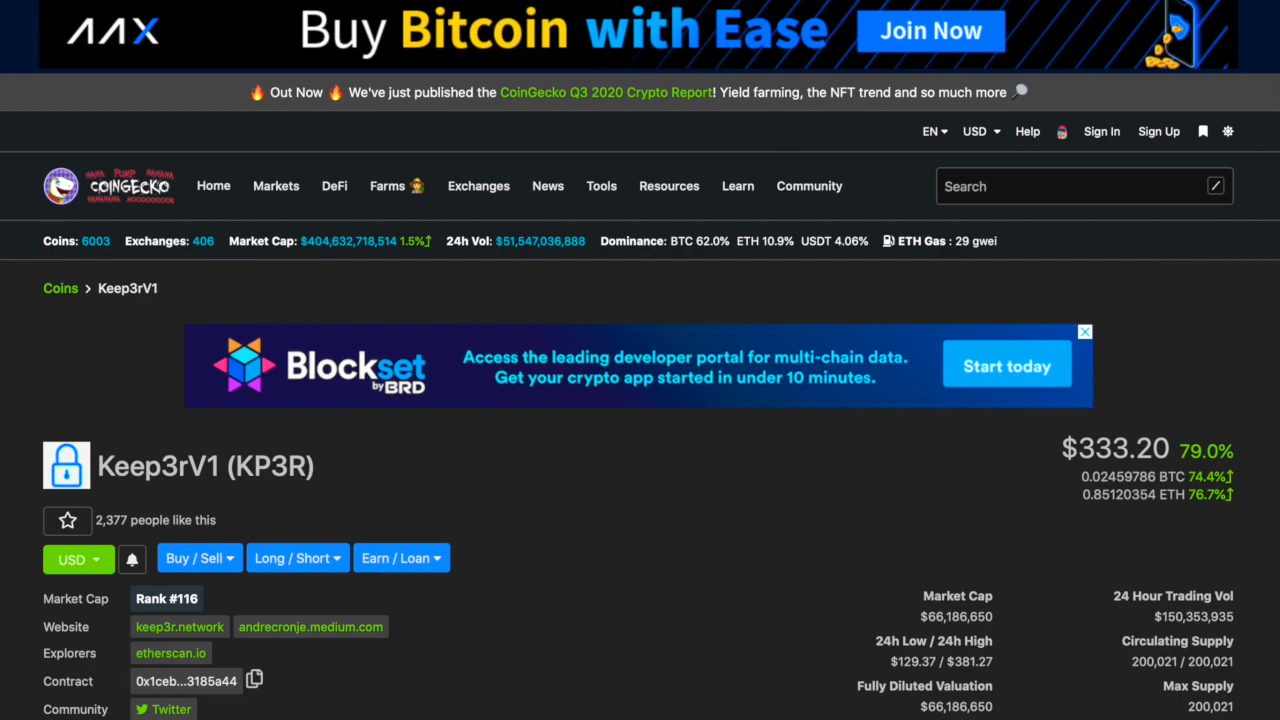 AAX
Buy Bitcoin with Ease
Join Now
Out Now We've just published the CoinGecko Q3 2020 Crypto Report! Yield farming, the NFT trend and so much more
EN USD Help Sign In Sign Up
HAHA PUMP HAHAHA
COINGECKO
Home Markets DeFi Farms Exchanges News Tools Resources Learn Community
Search /
Coins: 6003 Exchanges: 406 Market Cap: $404,632,718,514 1.5% 24h Vol: $51,547,036,888 Dominance: BTC 62.0% ETH 10.9% USDT 4.06% ETH Gas : 29 gwei
Coins > Keep3rV1
Blockset
by BRD
Access the leading developer portal for multi-chain data.
Get your crypto app started in under 10 minutes.
Start today
Keep3rV1 (KP3R)
$333.20 79.0%
0.02459786 BTC 74.4%
0.85120354 ETH 76.7%
2,377 people like this
USD Buy / Sell Long / Short Earn / Loan
Market Cap Rank #116
Website keep3r.network andrecronje.medium.com
Explorers etherscan.io
Contract 0x1ceb...3185a44
Community Twitter
Market Cap
$66,186,650
24h Low / 24h High
$129.37 / $381.27
Fully Diluted Valuation
$66,186,650
24 Hour Trading Vol
$150,353,935
Circulating Supply
200,021 / 200,021
Max Supply
200,021